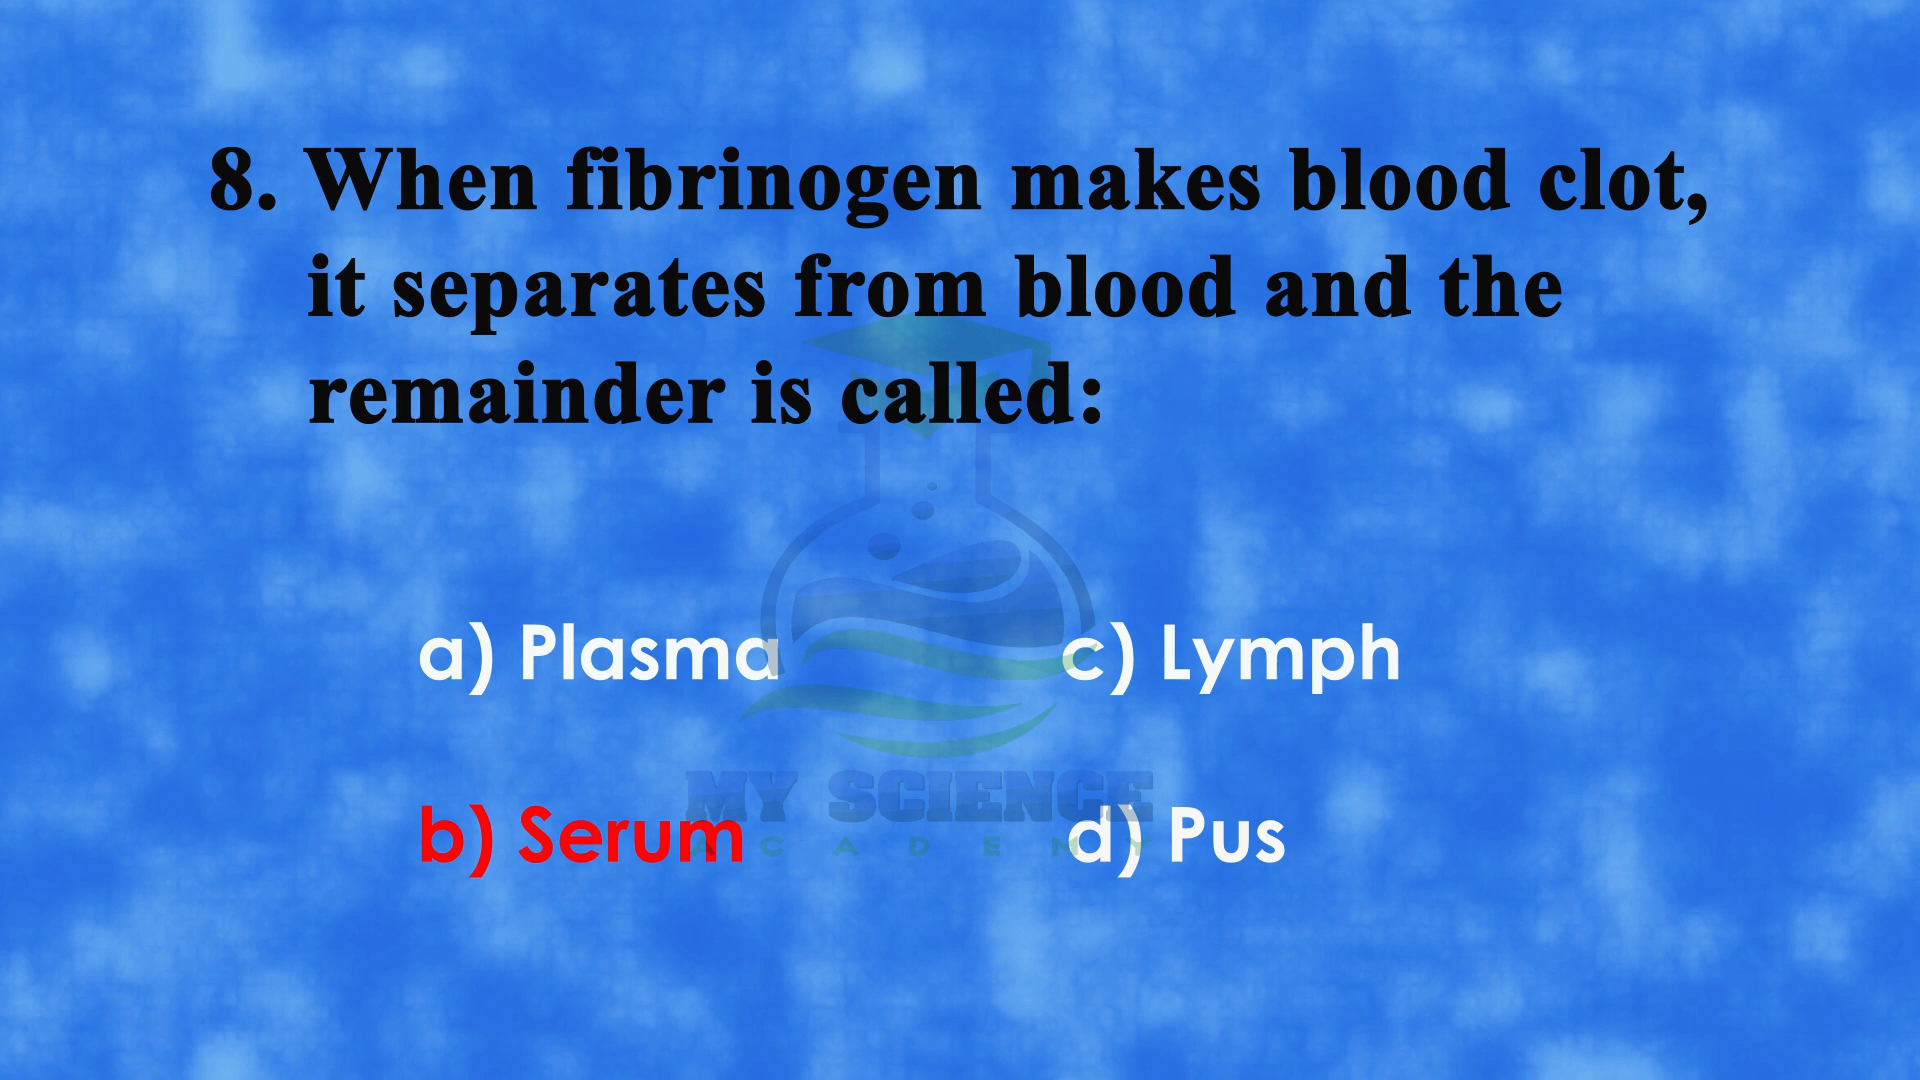 8. When fibrinogen makes blood clot,
it separates from blood and the
remainder is called:
a) Plasma
c) Lymph
b) Serum
d) Pus
MY SCIENCE
ACADEMY